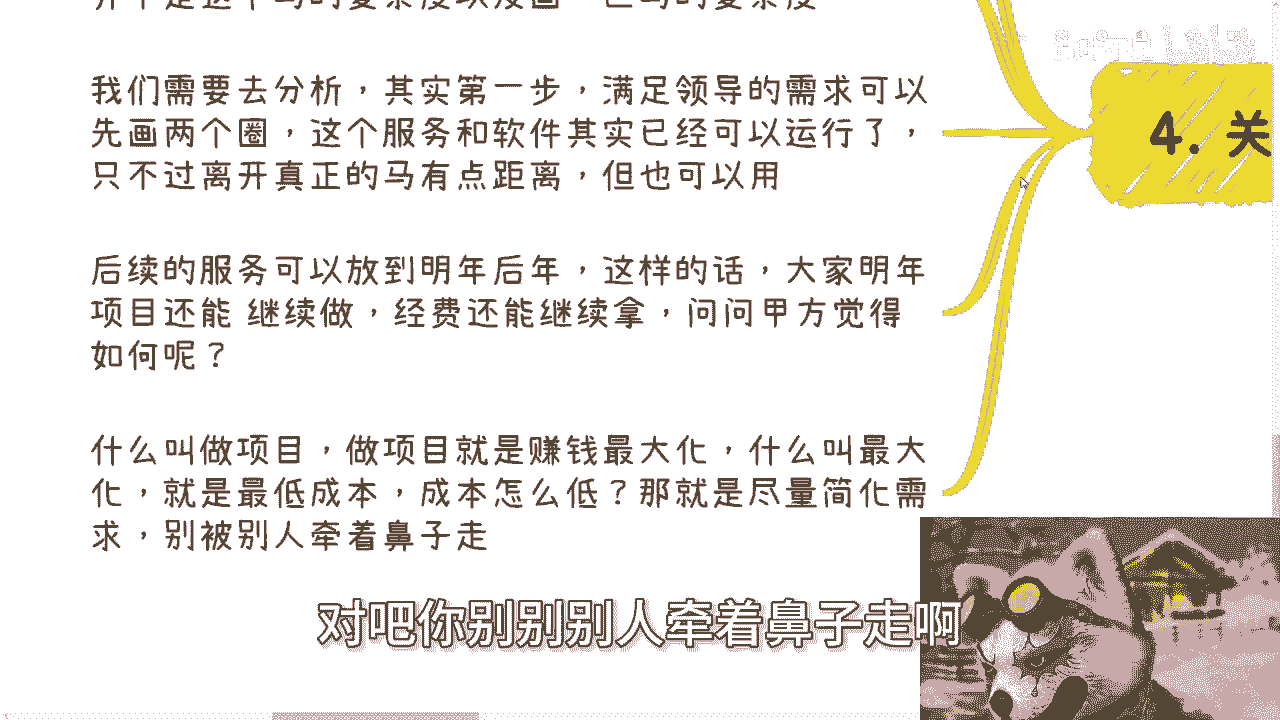 我们需要去分析，其实第一步，满足领导的需求可以
先画两个圈，这个服务和软件其实已经可以运行了，
只不过离开真正的马有点距离，但也可以用
后续的服务可以放到明年后年，这样的话，大家明年
项目还能 继续做，经费还能继续拿，问问甲方觉得
如何呢？
什么叫做项目，做项目就是赚钱最大化，什么叫最大
化，就是最低成本，成本怎么低？那就是尽量简化需
求，别被别人牵着鼻子走
4. 关
对吧你别别别人牵着鼻子走啊